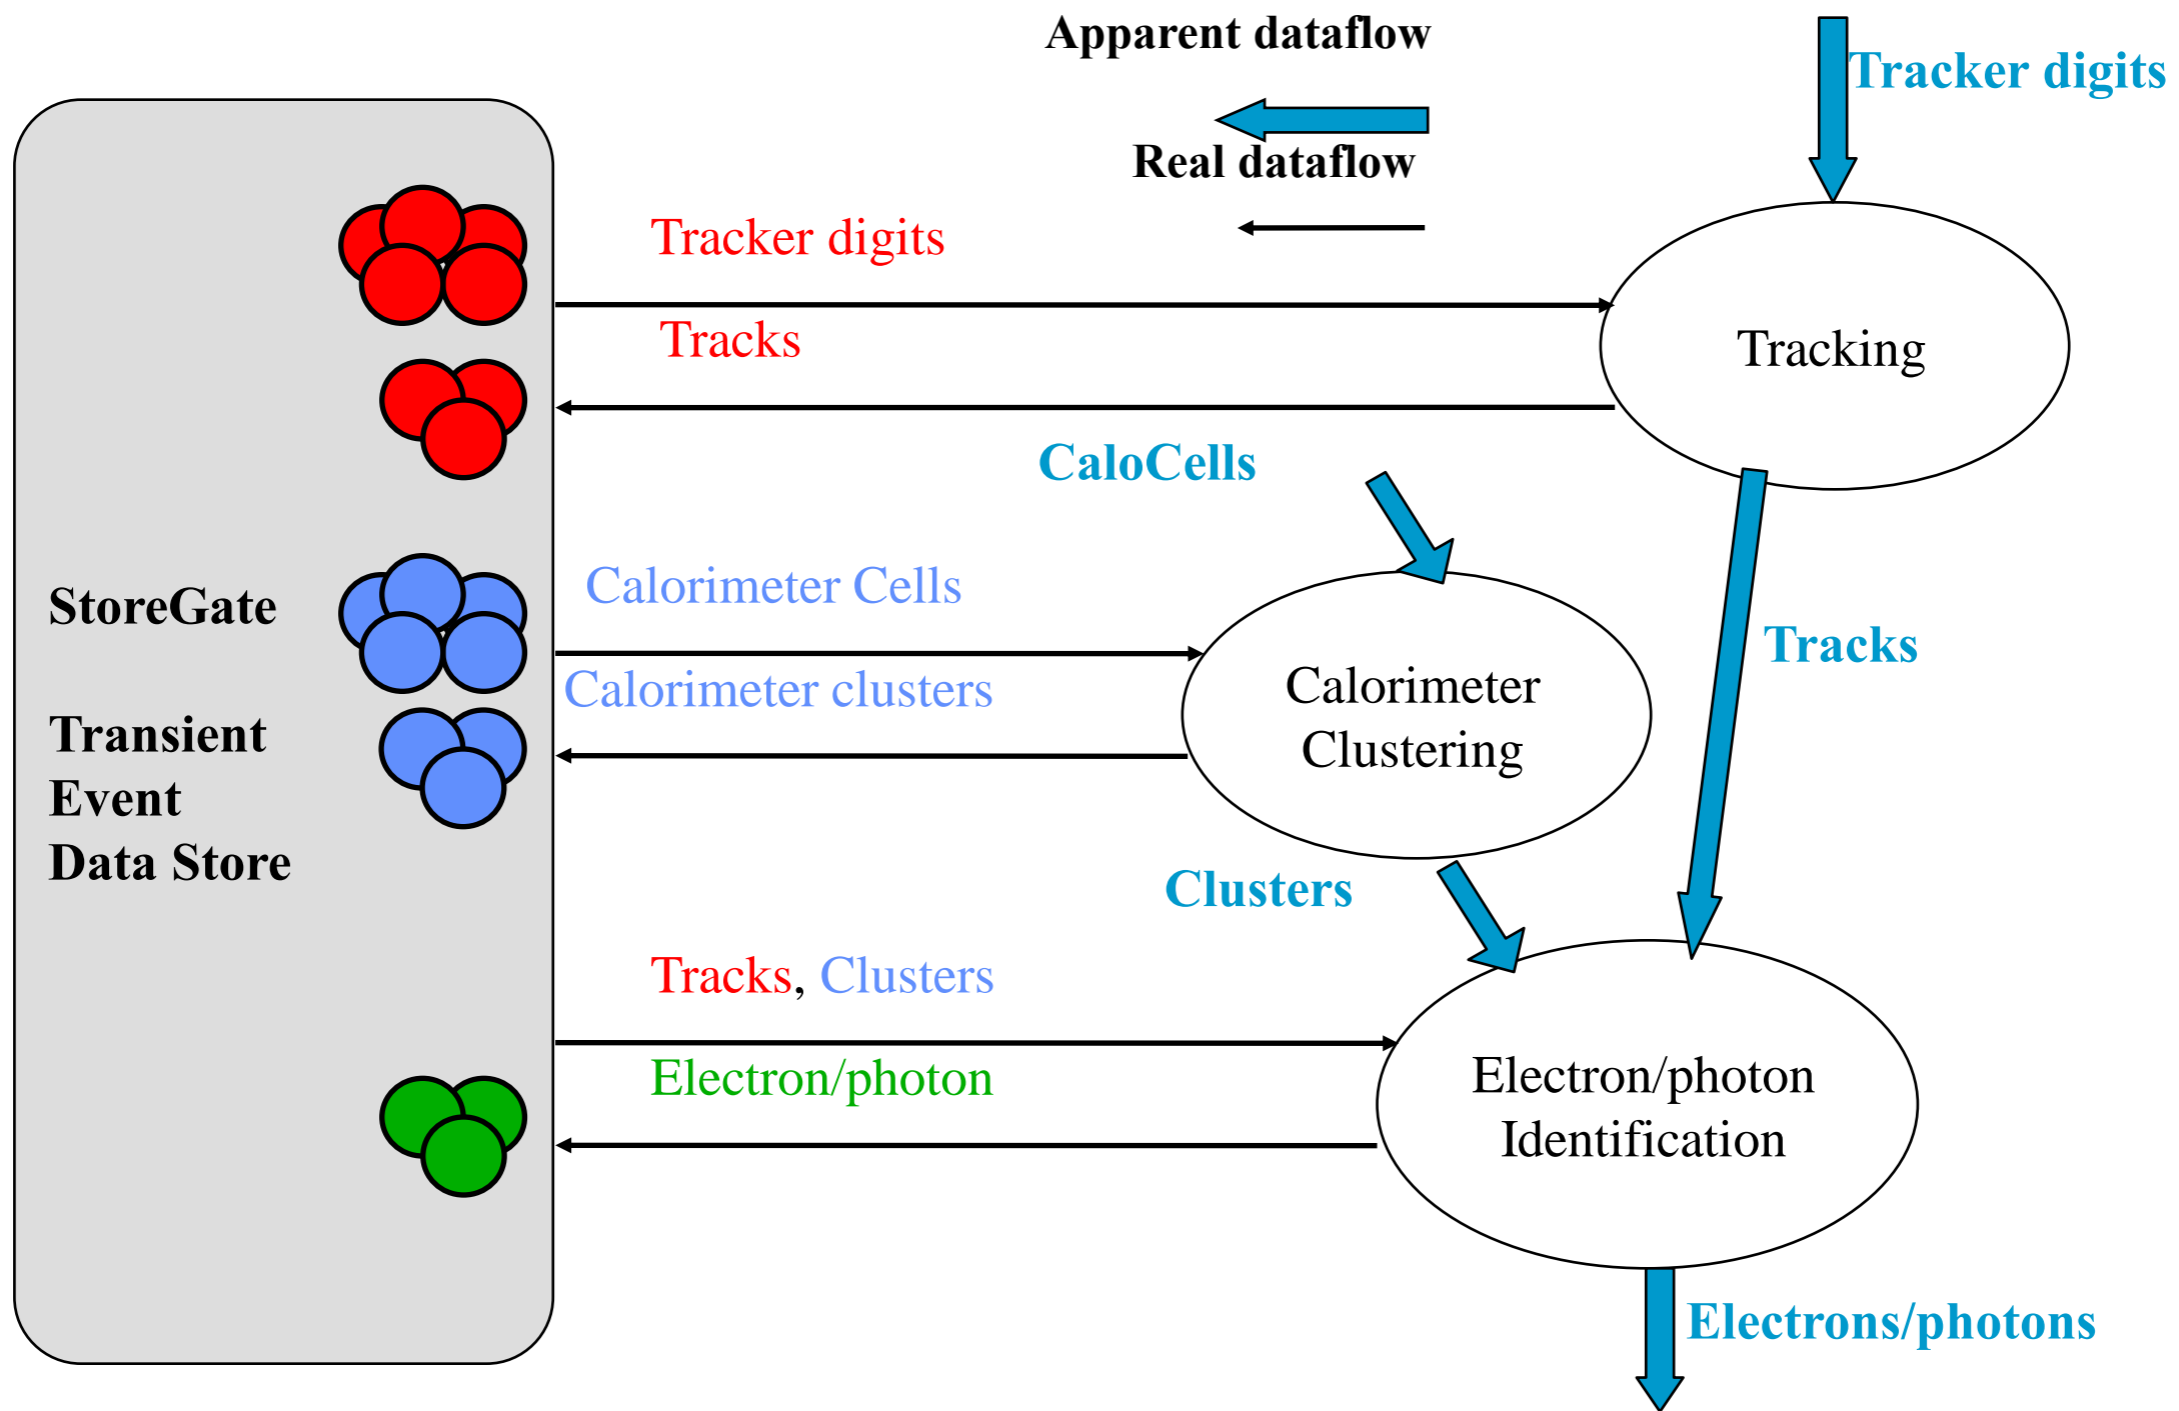 Apparent dataflow
Tracker digits
Real dataflow
Tracker digits
Tracks
Tracking
CaloCells
StoreGate
Calorimeter Cells
Calorimeter clusters
Calorimeter
Clustering
Tracks
Transient
Event
Data Store
Clusters
Tracks, Clusters
Electron/photon
Electron/photon
Identification
Electrons/photons